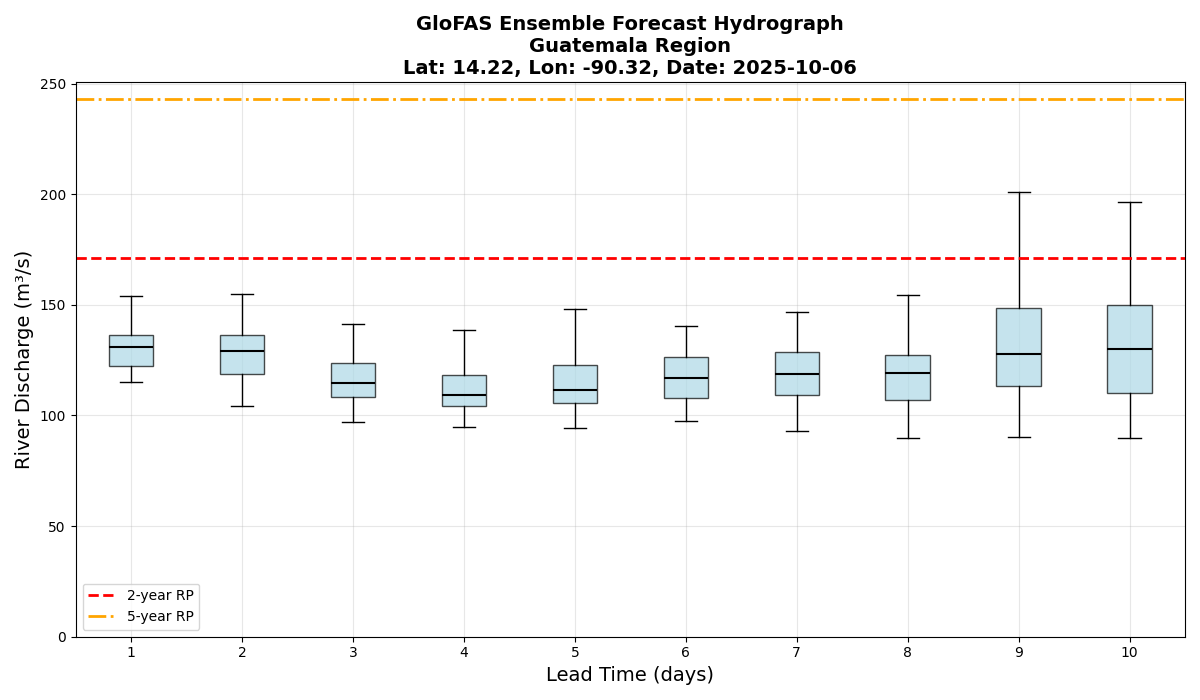 GloFAS Ensemble Forecast Hydrograph
Guatemala Region
Lat: 14.22, Lon: -90.32, Date: 2025-10-06
River Discharge (m³/s)
250
200
150
100
50
0
2-year RP
5-year RP
1 2 3 4 5 6 7 8 9 10
Lead Time (days)